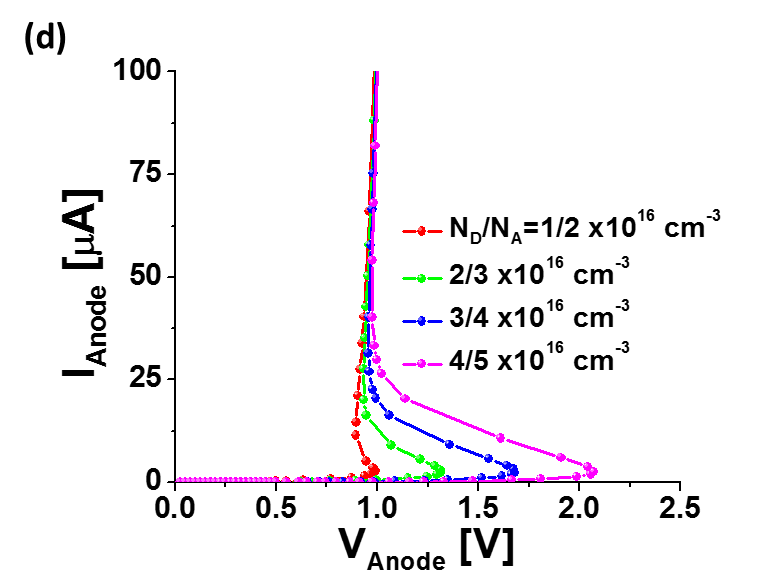 (d)
100
75
50
25
0
I_Anode [μA]
N_D/N_A=1/2 x10^16 cm^-3
2/3 x10^16 cm^-3
3/4 x10^16 cm^-3
4/5 x10^16 cm^-3
0.0 0.5 1.0 1.5 2.0 2.5
V_Anode [V]